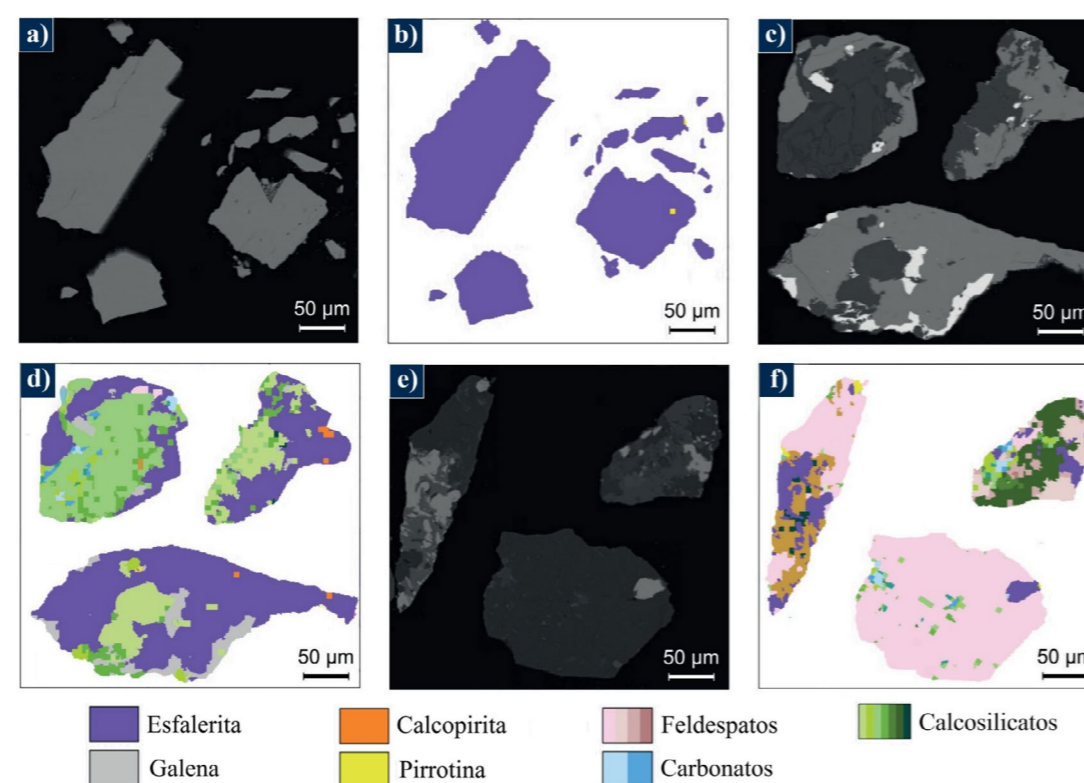 a)
b)
c)
50 µm
50 µm
50 µm
d)
e)
f)
50 µm
50 µm
50 µm
Esfalerita
Calcopirita
Feldespatos
Calcosilicatos
Galena
Pirrotina
Carbonatos